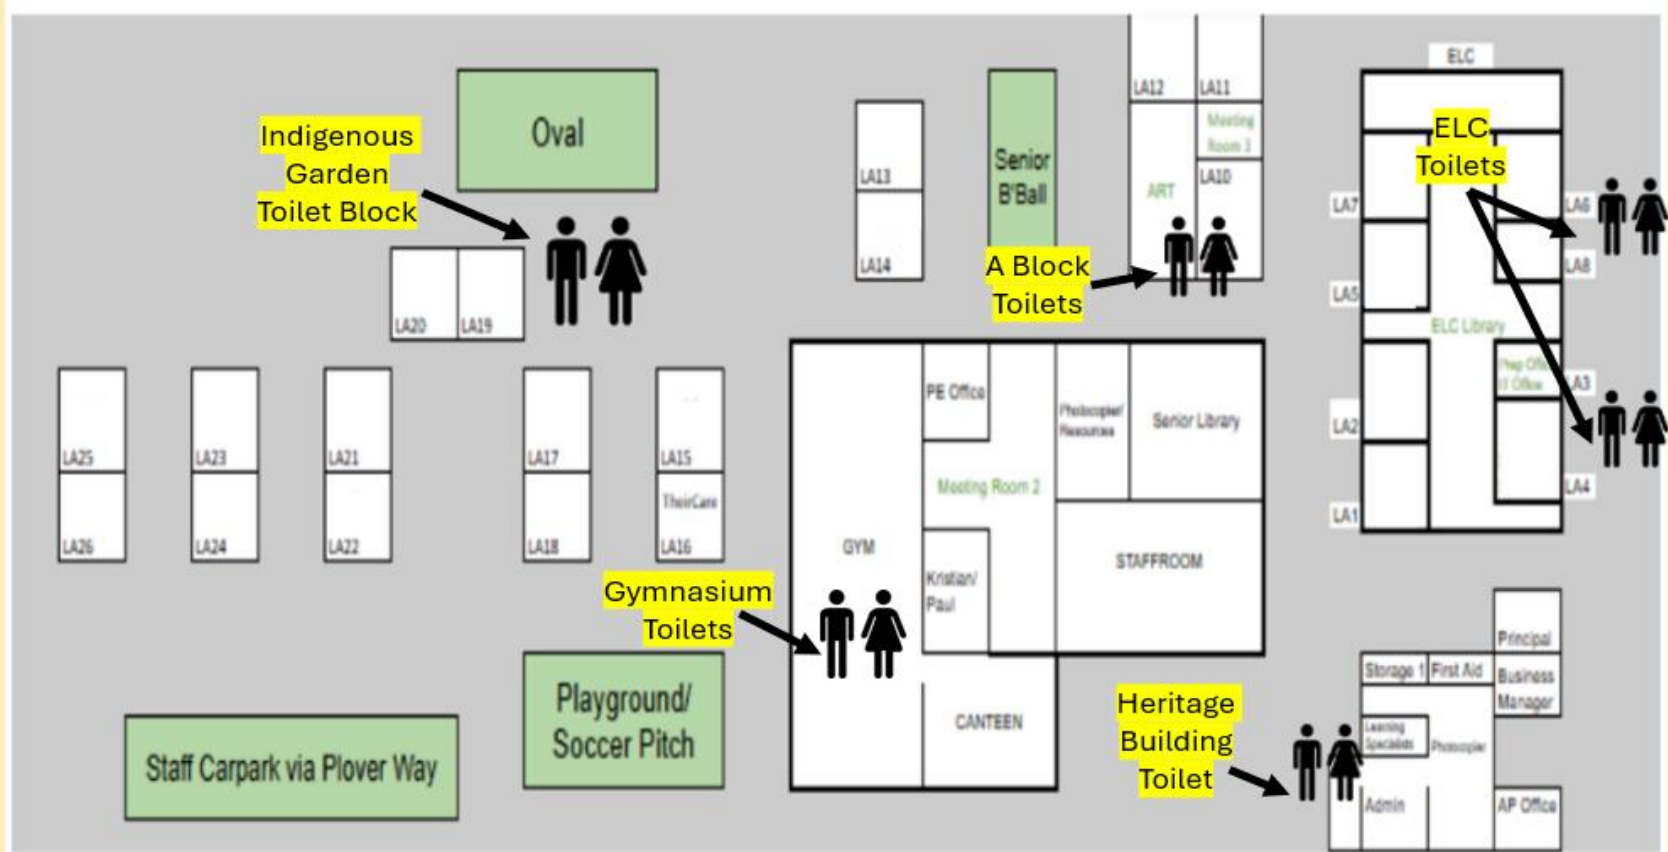 ELC
LA12
LA11
Oval
Indigenous
Garden
Toilet Block
Senior
B'Ball
Meeting
Room 3
ELC
Toilets
LA13
LA10
ART
LA7
LA6
LA14
A Block
Toilets
LA8
LA5
LA20
LA19
ELC Library
PE Office
Photocopier/
Resources
Senior Library
Prep Office
LA3
LA2
LA25
LA23
LA21
LA17
LA15
Meeting Room 2
TheirCare
LA4
LA1
LA26
LA24
LA22
LA18
LA16
GYM
STAFFROOM
Kristian/
Paul
Gymnasium
Toilets
Principal
Storage 1
First Aid
Business
Manager
Playground/
Soccer Pitch
Heritage
Building
Toilet
CANTEEN
Learning
Specialists
Photocopier
Staff Carpark via Plover Way
Admin
AP Office